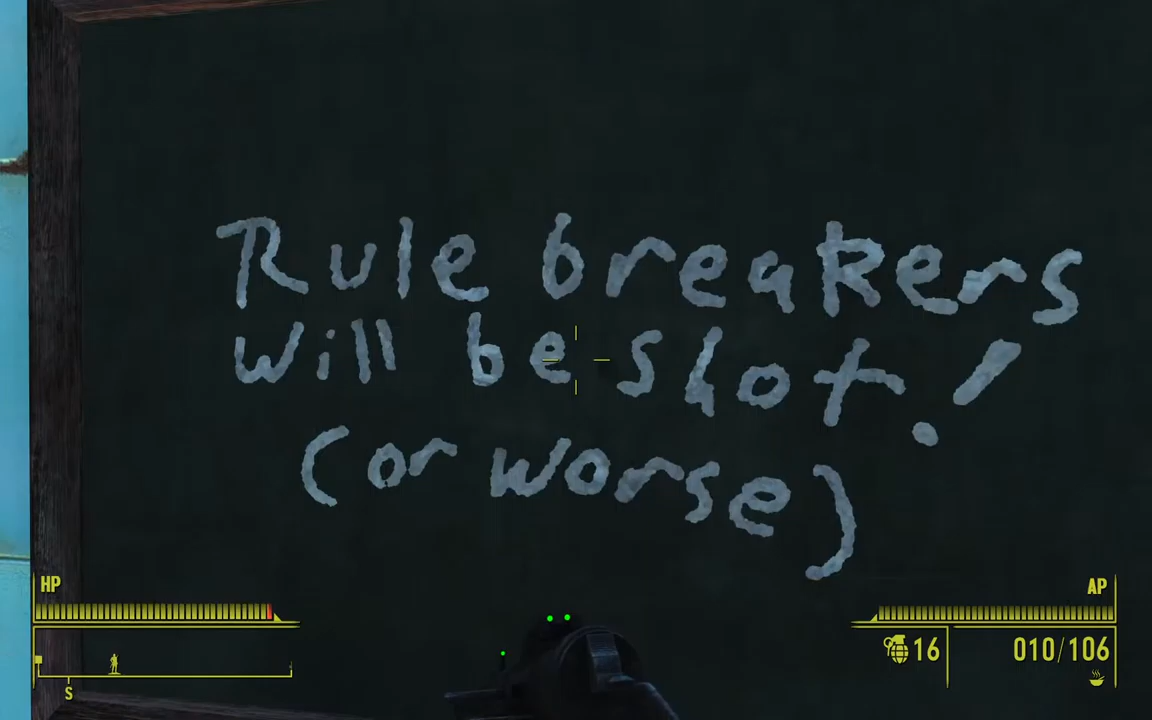 Rule breakers
Will be shot!
(or worse)
HP
AP
16
010/106
S